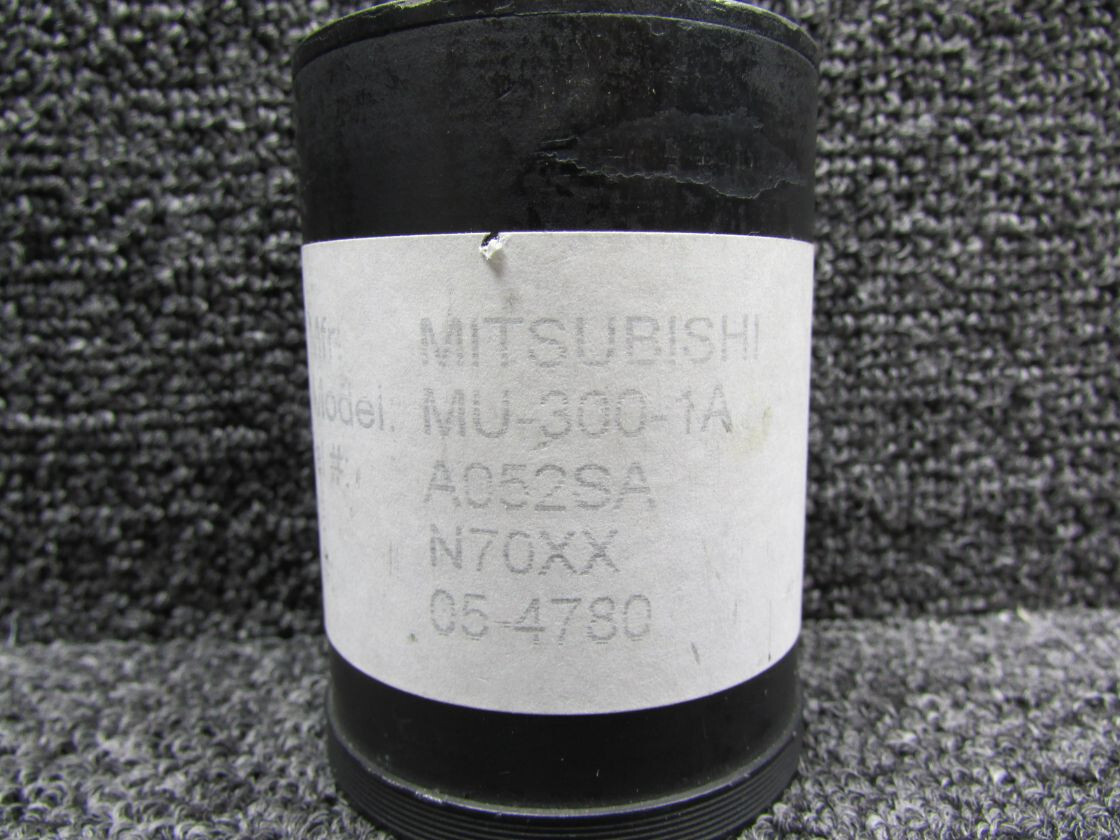 Mfr: MITSUBISHI
Model: MU-300-1A
#: A052SA
N70XX
05-4780